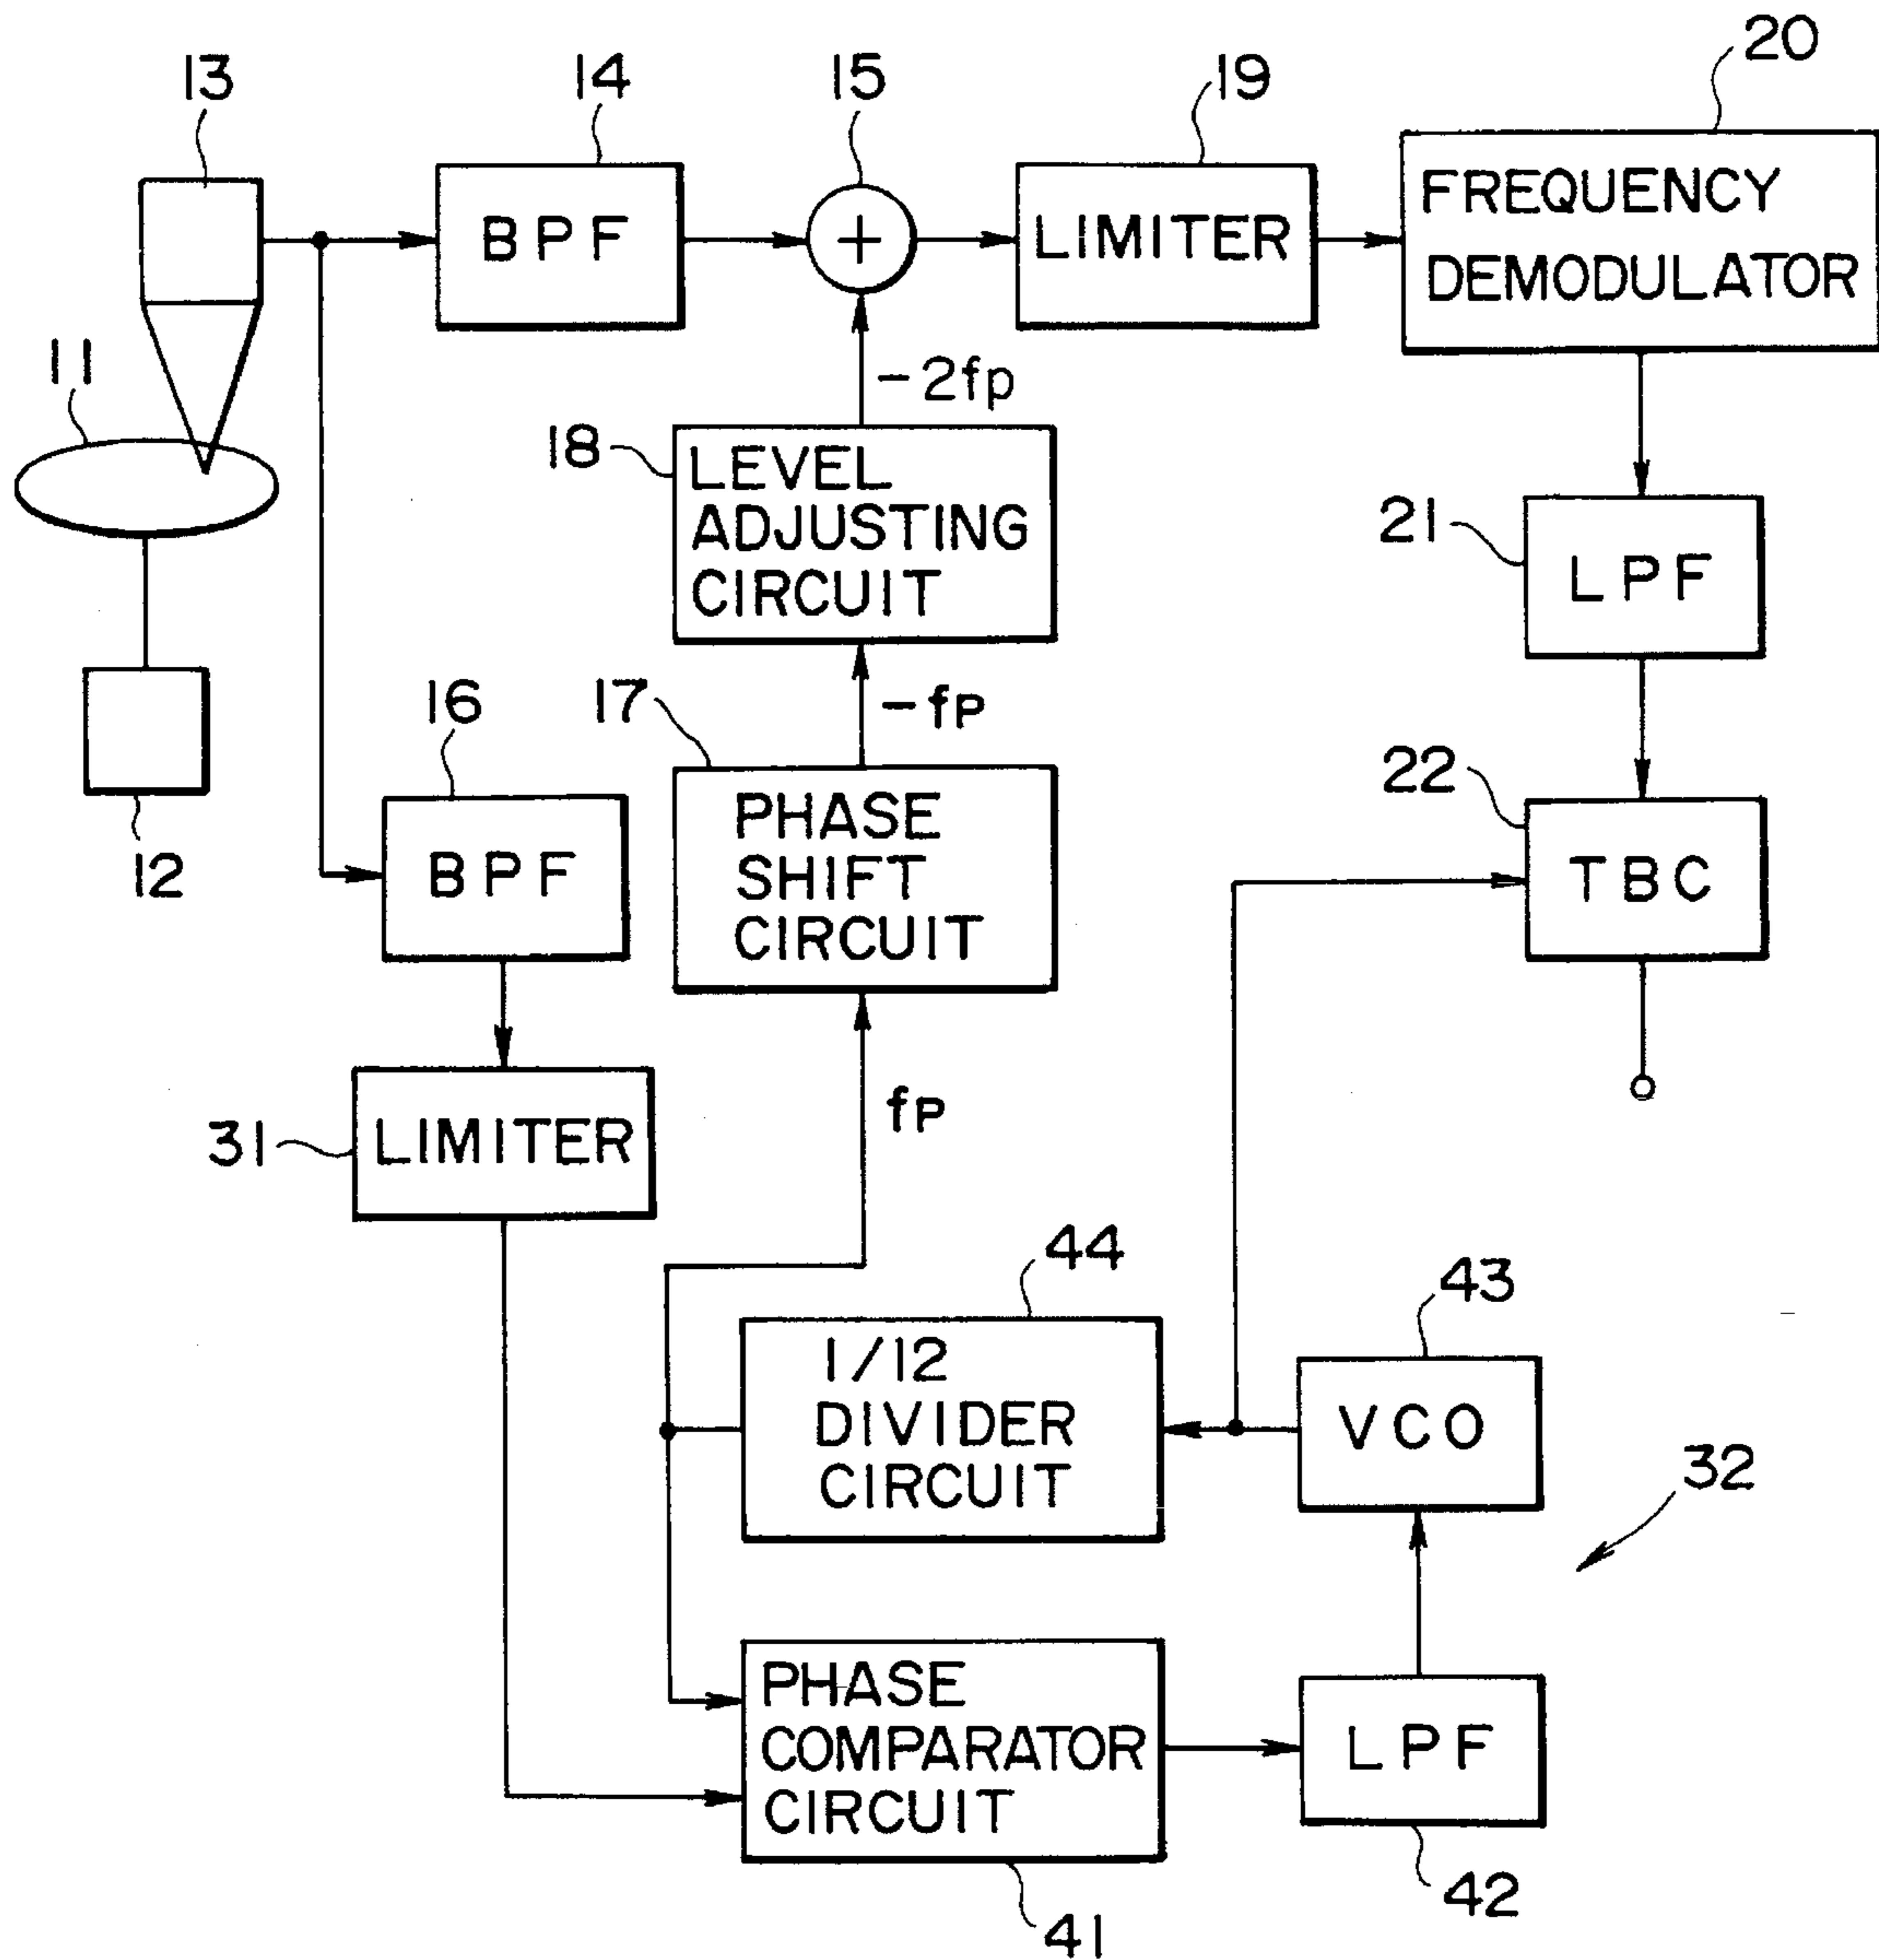 20
13
14
15
19
BPF
+
LIMITER
FREQUENCY
DEMODULATOR
11
-2fp
18
LEVEL
ADJUSTING
CIRCUIT
21
LPF
16
17
-fp
22
12
BPF
PHASE
SHIFT
CIRCUIT
TBC
31
LIMITER
fp
44
43
1/12
DIVIDER
CIRCUIT
VCO
32
PHASE
COMPARATOR
CIRCUIT
LPF
41
42